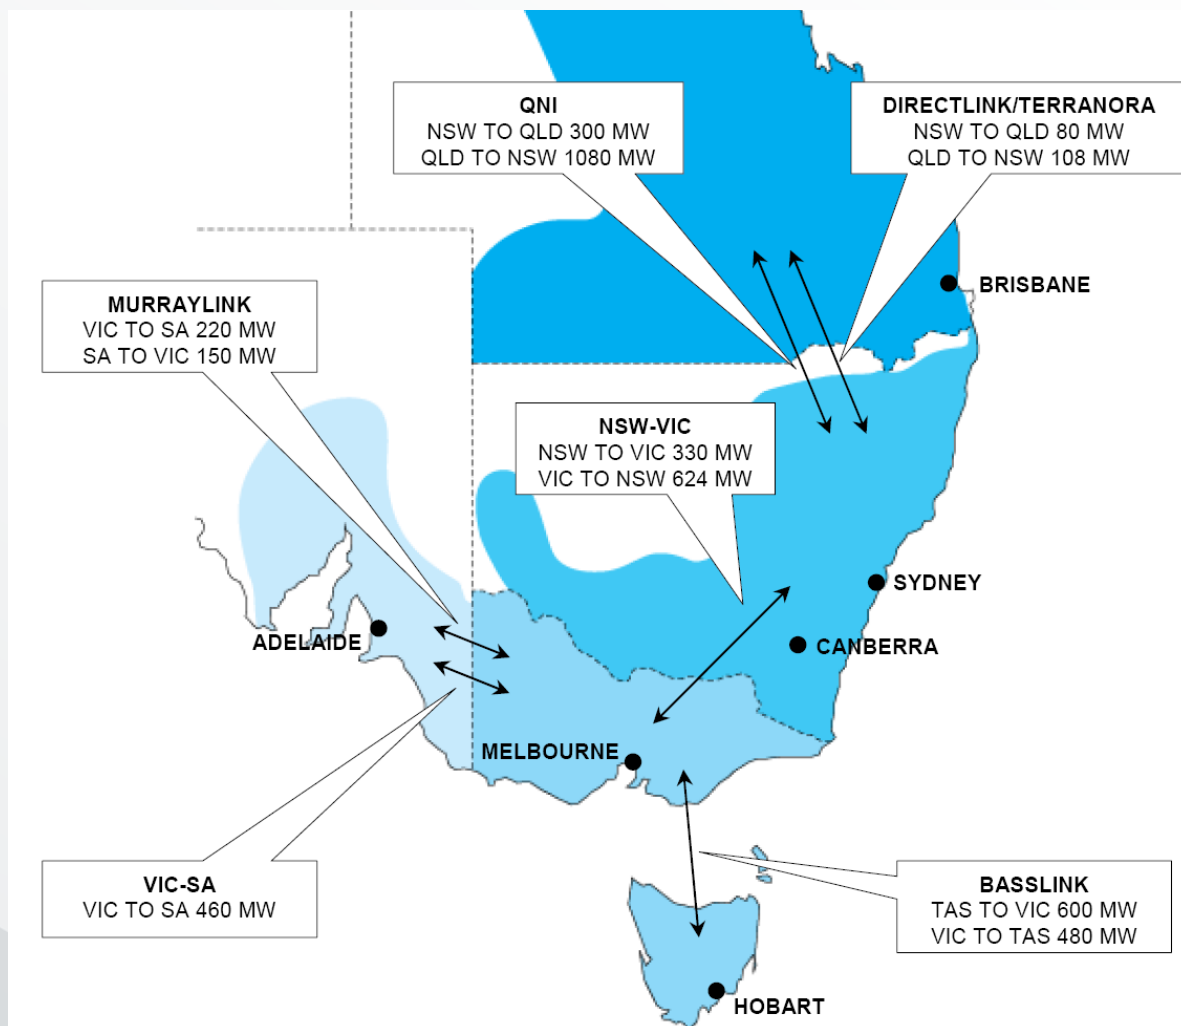 QNI
NSW TO QLD 300 MW
QLD TO NSW 1080 MW
DIRECTLINK/TERRANORA
NSW TO QLD 80 MW
QLD TO NSW 108 MW
BRISBANE
MURRAYLINK
VIC TO SA 220 MW
SA TO VIC 150 MW
NSW-VIC
NSW TO VIC 330 MW
VIC TO NSW 624 MW
SYDNEY
ADELAIDE
CANBERRA
MELBOURNE
VIC-SA
VIC TO SA 460 MW
BASSLINK
TAS TO VIC 600 MW
VIC TO TAS 480 MW
HOBART